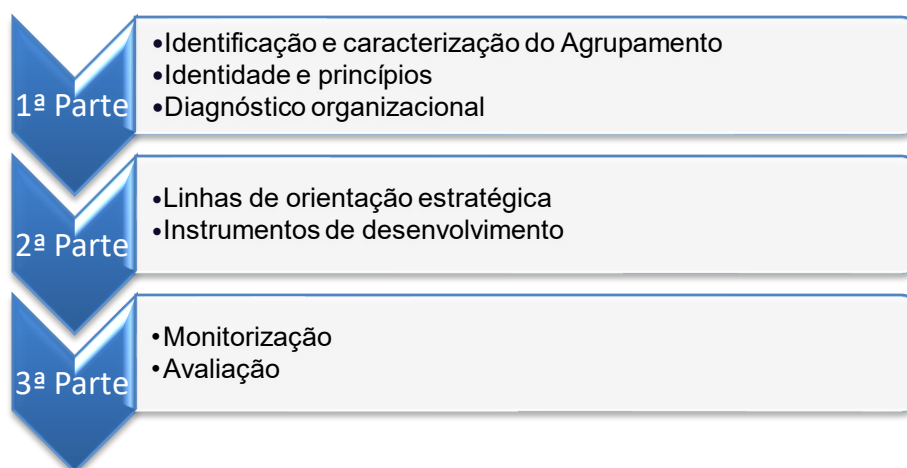 1ª Parte
•Identificação e caracterização do Agrupamento
•Identidade e princípios
•Diagnóstico organizacional
2ª Parte
•Linhas de orientação estratégica
•Instrumentos de desenvolvimento
3ª Parte
•Monitorização
•Avaliação